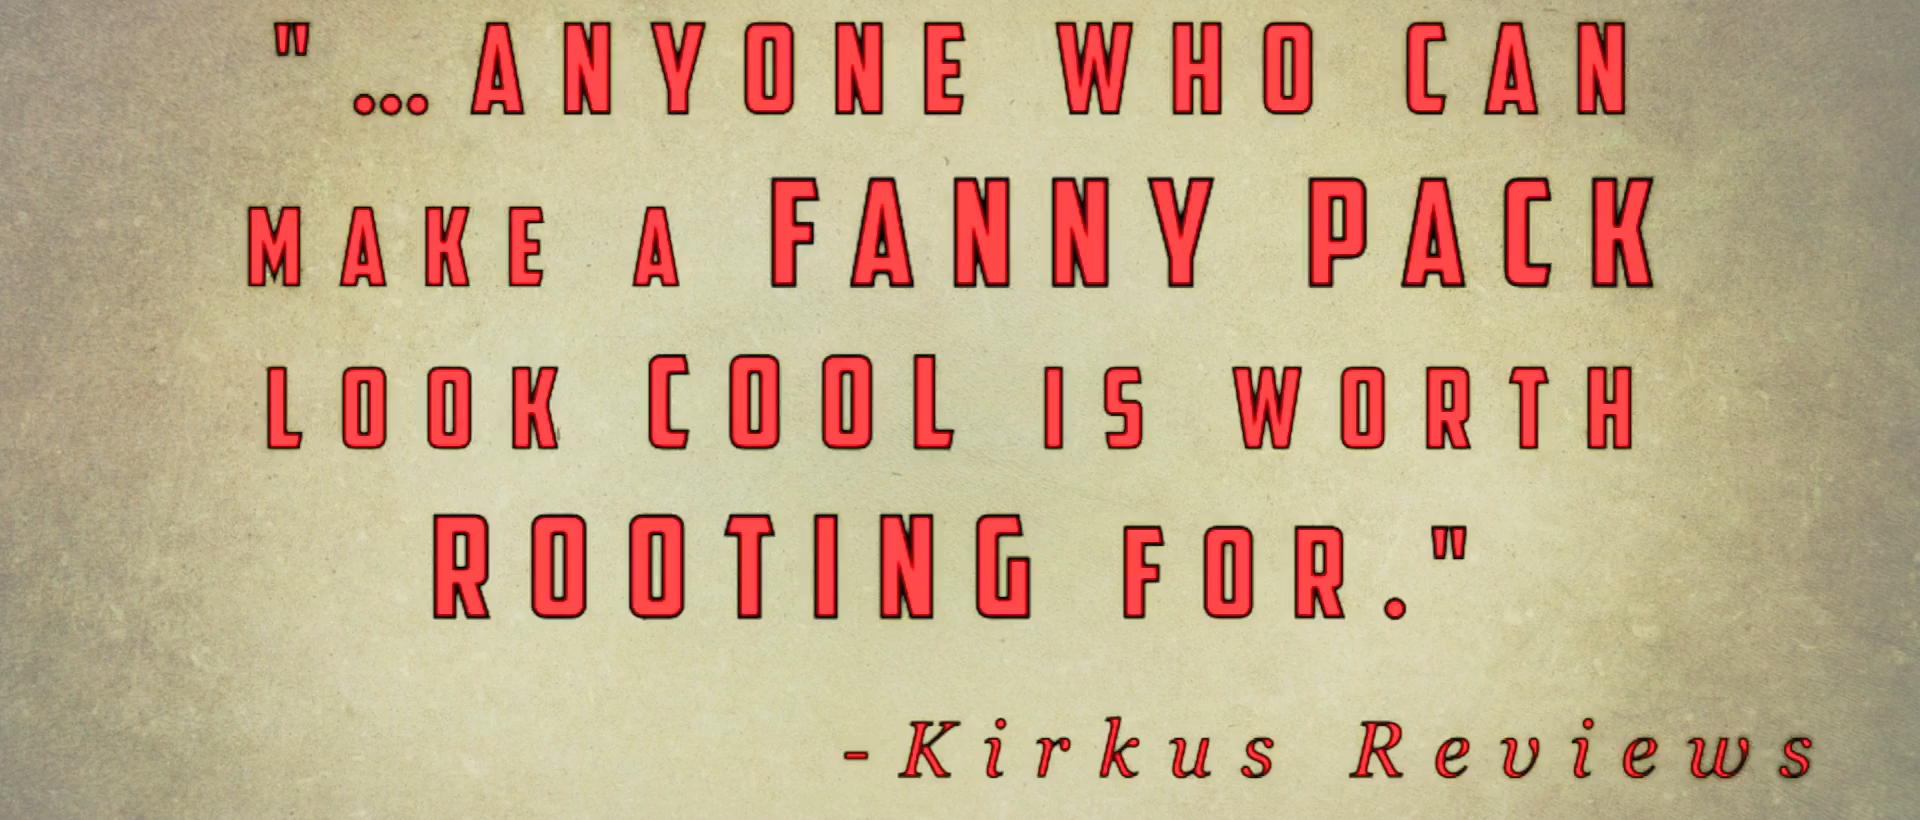 "...ANYONE WHO CAN
MAKE A FANNY PACK
LOOK COOL IS WORTH
ROOTING FOR."
-Kirkus Reviews